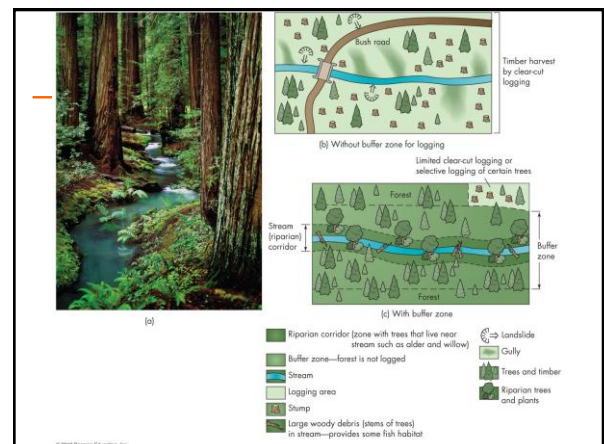 Bush road
Timber harvest
by clear-cut
logging
(b) Without buffer zone for logging
Limited clear-cut logging or
selective logging of certain trees
Forest
Stream
(riparian)
corridor
Buffer
zone
Forest
(c) With buffer zone
(a)
Riparian corridor (zone with trees that live near
stream such as alder and willow)
Buffer zone—forest is not logged
Stream
Logging area
Stump
Large woody debris (stems of trees)
in stream—provides some fish habitat
Landslide
Gully
Trees and timber
Riparian trees
and plants